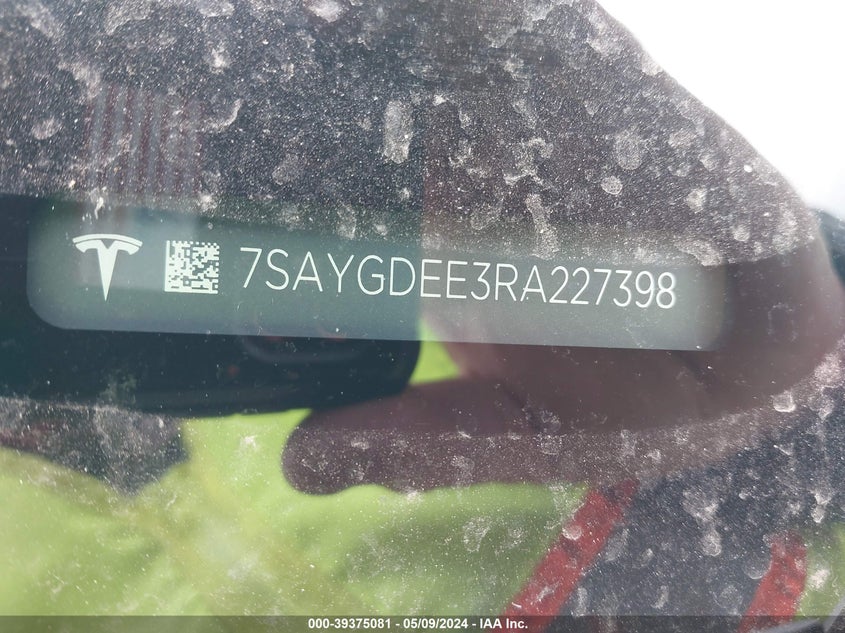 7SAYGDEE3RA227398
000-39375081 - 05/09/2024 - IAA Inc.